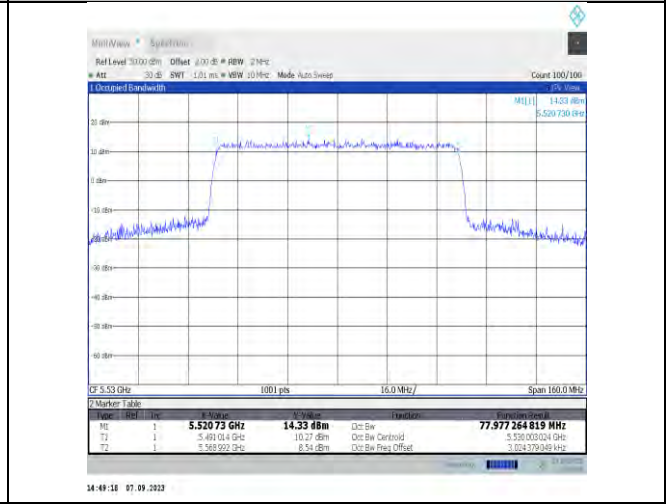 MultiView Spectrum
Ref Level 30.00 dBm Offset 2.00 dB RBW 2 MHz
Att 30 dB SWT 1.01 ms VBW 10 MHz Mode Auto Sweep Count 100/100
1 Occupied Bandwidth 1Pk View
M1[1] 14.33 dBm
5.520 730 GHz
20 dBm
10 dBm
0 dBm
-10 dBm
-20 dBm
-30 dBm
-40 dBm
-50 dBm
-60 dBm
CF 5.53 GHz 1001 pts 16.0 MHz/ Span 160.0 MHz
2 Marker Table
Type Ref Trc X-Value Y-Value Function Function Result
M1 1 5.520 73 GHz 14.33 dBm Occ Bw 77.977 264 819 MHz
T1 1 5.491 014 GHz 10.27 dBm Occ Bw Centroid 5.530 003 024 GHz
T2 1 5.568 992 GHz 8.54 dBm Occ Bw Freq Offset 3.024 379 049 kHz
14:49:18 07.09.2023